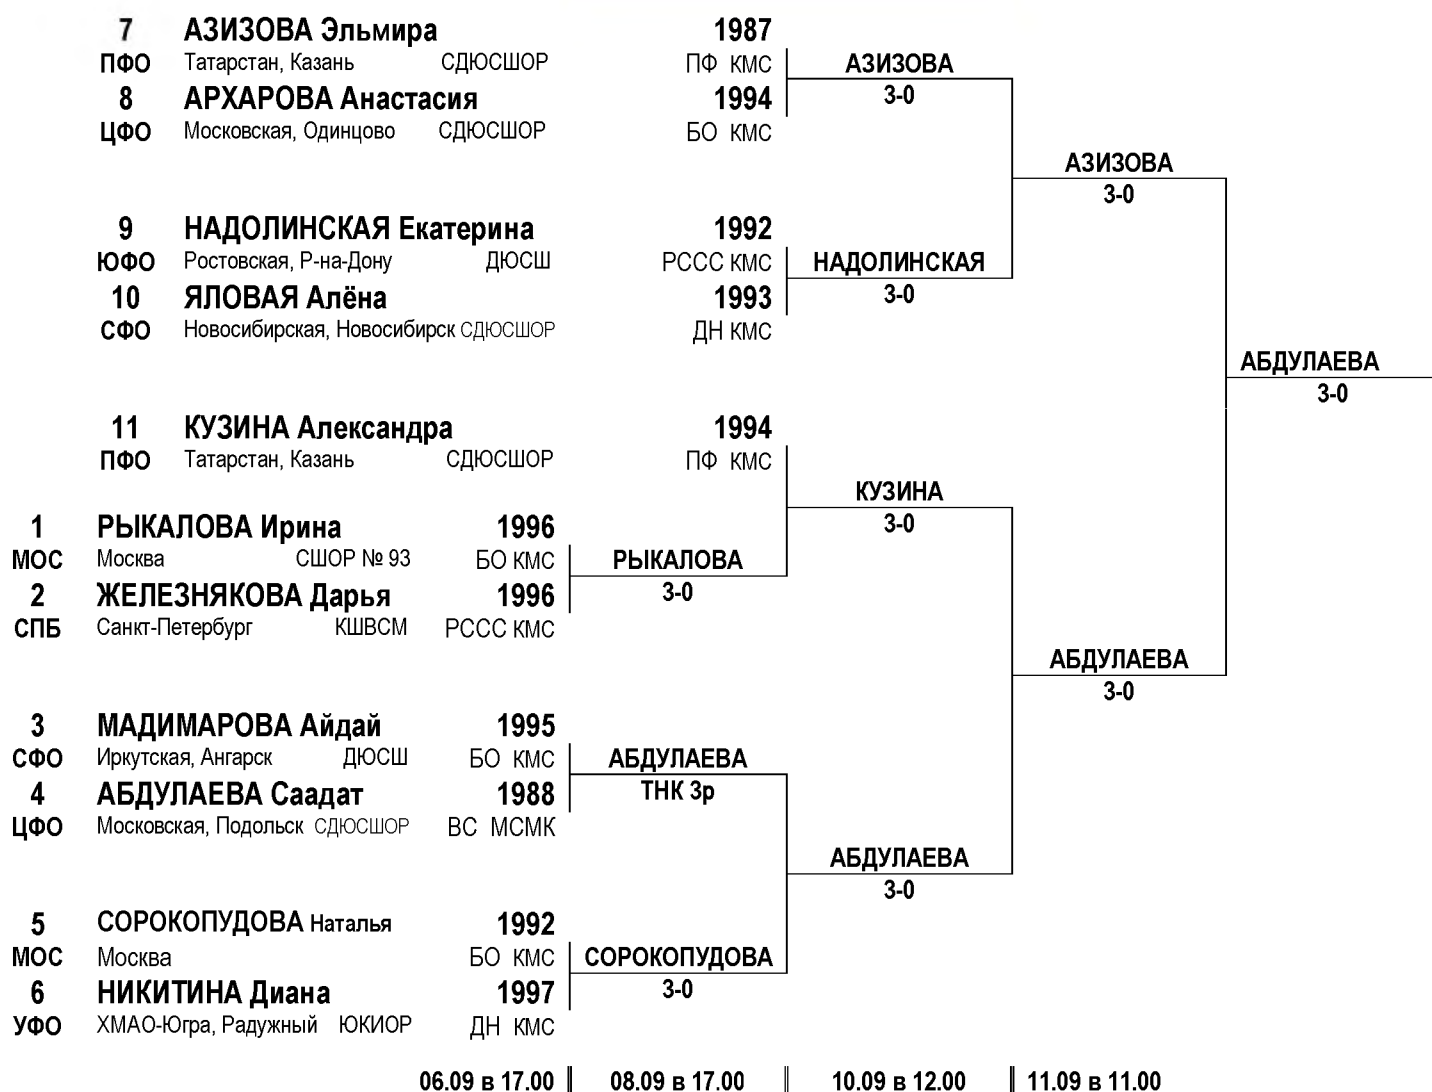 7 АЗИЗОВА Эльмира 1987
ПФО Татарстан, Казань СДЮСШОР ПФ КМС
АЗИЗОВА
8 АРХАРОВА Анастасия 1994
3-0
ЦФО Московская, Одинцово СДЮСШОР БО КМС
АЗИЗОВА
3-0
9 НАДОЛИНСКАЯ Екатерина 1992
ЮФО Ростовская, Р-на-Дону ДЮСШ РССС КМС
НАДОЛИНСКАЯ
10 ЯЛОВАЯ Алёна 1993
3-0
СФО Новосибирская, Новосибирск СДЮСШОР ДН КМС
АБДУЛАЕВА
3-0
11 КУЗИНА Александра 1994
ПФО Татарстан, Казань СДЮСШОР ПФ КМС
КУЗИНА
3-0
1 РЫКАЛОВА Ирина 1996
МОС Москва СШОР № 93 БО КМС
РЫКАЛОВА
2 ЖЕЛЕЗНЯКОВА Дарья 1996
3-0
СПБ Санкт-Петербург КШВСМ РССС КМС
АБДУЛАЕВА
3-0
3 МАДИМАРОВА Айдай 1995
СФО Иркутская, Ангарск ДЮСШ БО КМС
АБДУЛАЕВА
4 АБДУЛАЕВА Саадат 1988
ТНК 3р
ЦФО Московская, Подольск СДЮСШОР ВС МСМК
АБДУЛАЕВА
3-0
5 СОРОКОПУДОВА Наталья 1992
МОС Москва БО КМС
СОРОКОПУДОВА
6 НИКИТИНА Диана 1997
3-0
УФО ХМАО-Югра, Радужный ЮКИОР ДН КМС
06.09 в 17.00 08.09 в 17.00 10.09 в 12.00 11.09 в 11.00